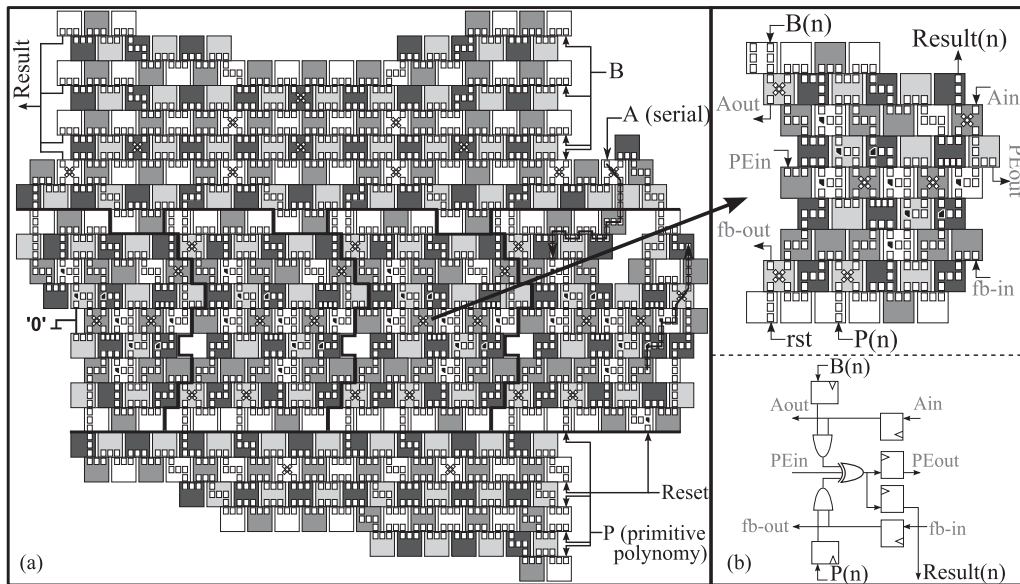 Result
B
A (serial)
'0'
Reset
P (primitive
polynomy)
(a)
B(n)
Result(n)
Aout
Ain
PEin
PEout
fb-out
fb-in
rst
P(n)
B(n)
Aout
Ain
PEin
PEout
fb-out
fb-in
P(n)
Result(n)
(b)